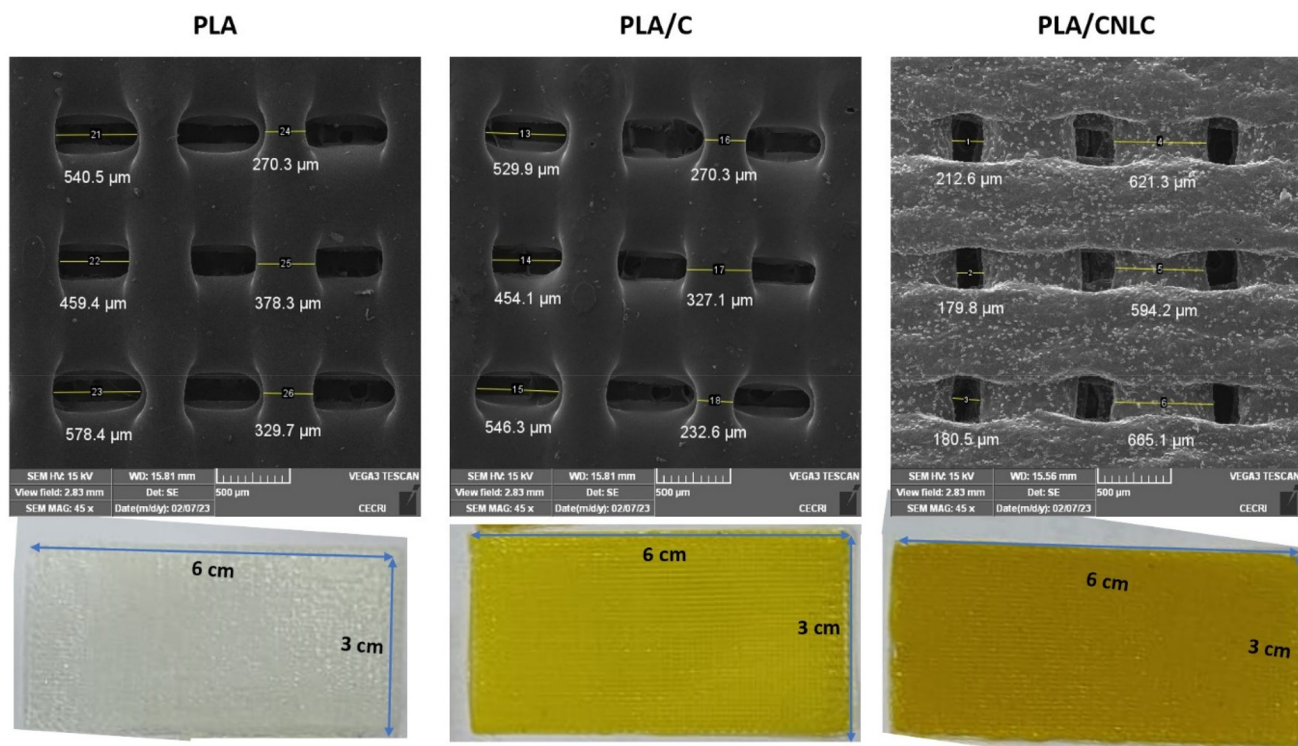 PLA
PLA/C
PLA/CNLC
21
24
540.5 µm
270.3 µm
22
25
459.4 µm
378.3 µm
23
26
578.4 µm
329.7 µm
SEM HV: 15 kV
WD: 15.81 mm
VEGA3 TESCAN
View field: 2.83 mm
Det: SE
500 µm
SEM MAG: 45 x
Date(m/d/y): 02/07/23
CECRI
13
16
529.9 µm
270.3 µm
14
17
454.1 µm
327.1 µm
15
18
546.3 µm
232.6 µm
SEM HV: 15 kV
WD: 15.81 mm
VEGA3 TESCAN
View field: 2.83 mm
Det: SE
500 µm
SEM MAG: 45 x
Date(m/d/y): 02/07/23
CECRI
1
4
212.6 µm
621.3 µm
2
5
179.8 µm
594.2 µm
3
6
180.5 µm
665.1 µm
SEM HV: 15 kV
WD: 15.56 mm
VEGA3 TESCAN
View field: 2.83 mm
Det: SE
500 µm
SEM MAG: 45 x
Date(m/d/y): 02/07/23
CECRI
6 cm
3 cm
6 cm
3 cm
6 cm
3 cm